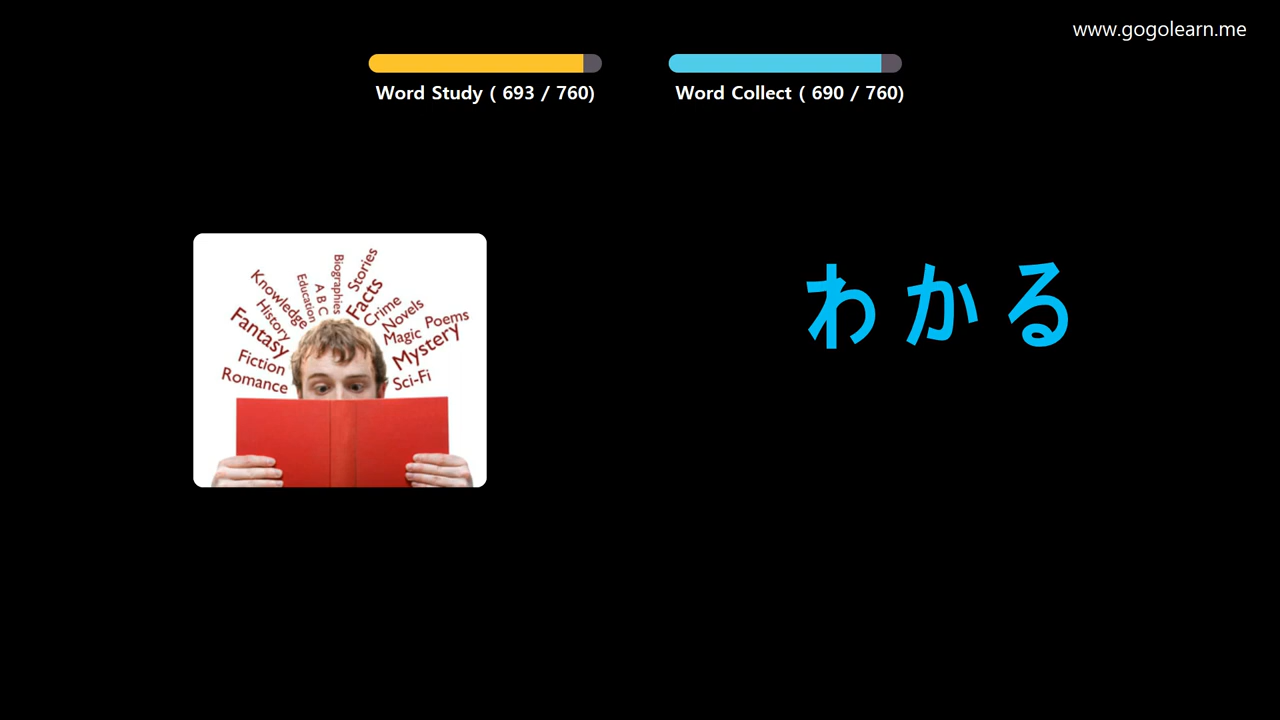 www.gogolearn.me
Word Study ( 693 / 760)
Word Collect ( 690 / 760)
わかる
Knowledge
History
Fantasy
Fiction
Romance
Education
A B C
Biographies
Stories
Facts
Crime
Novels
Magic
Poems
Mystery
Sci-Fi